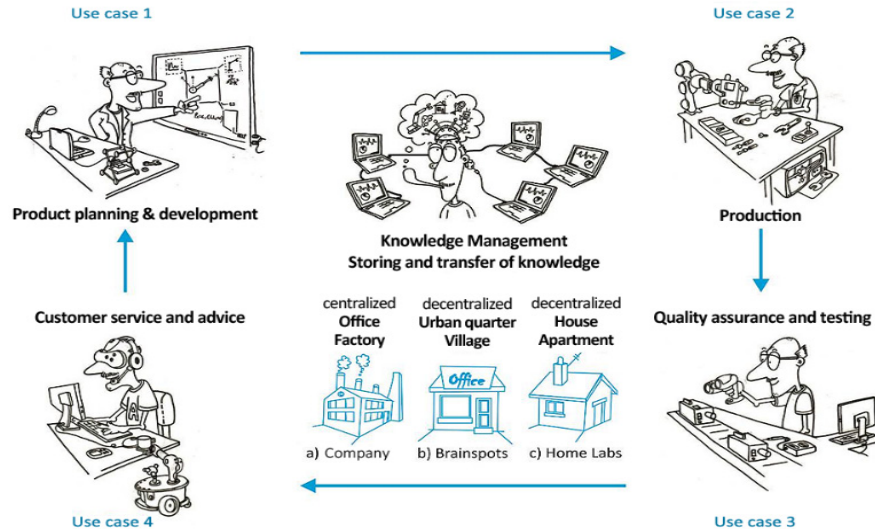 Use case 1
Use case 2
Product planning & development
Production
Knowledge Management
Storing and transfer of knowledge
Customer service and advice
Quality assurance and testing
centralized
Office
Factory
decentralized
Urban quarter
Village
decentralized
House
Apartment
Office
A
a) Company
b) Brainspots
c) Home Labs
Use case 4
Use case 3